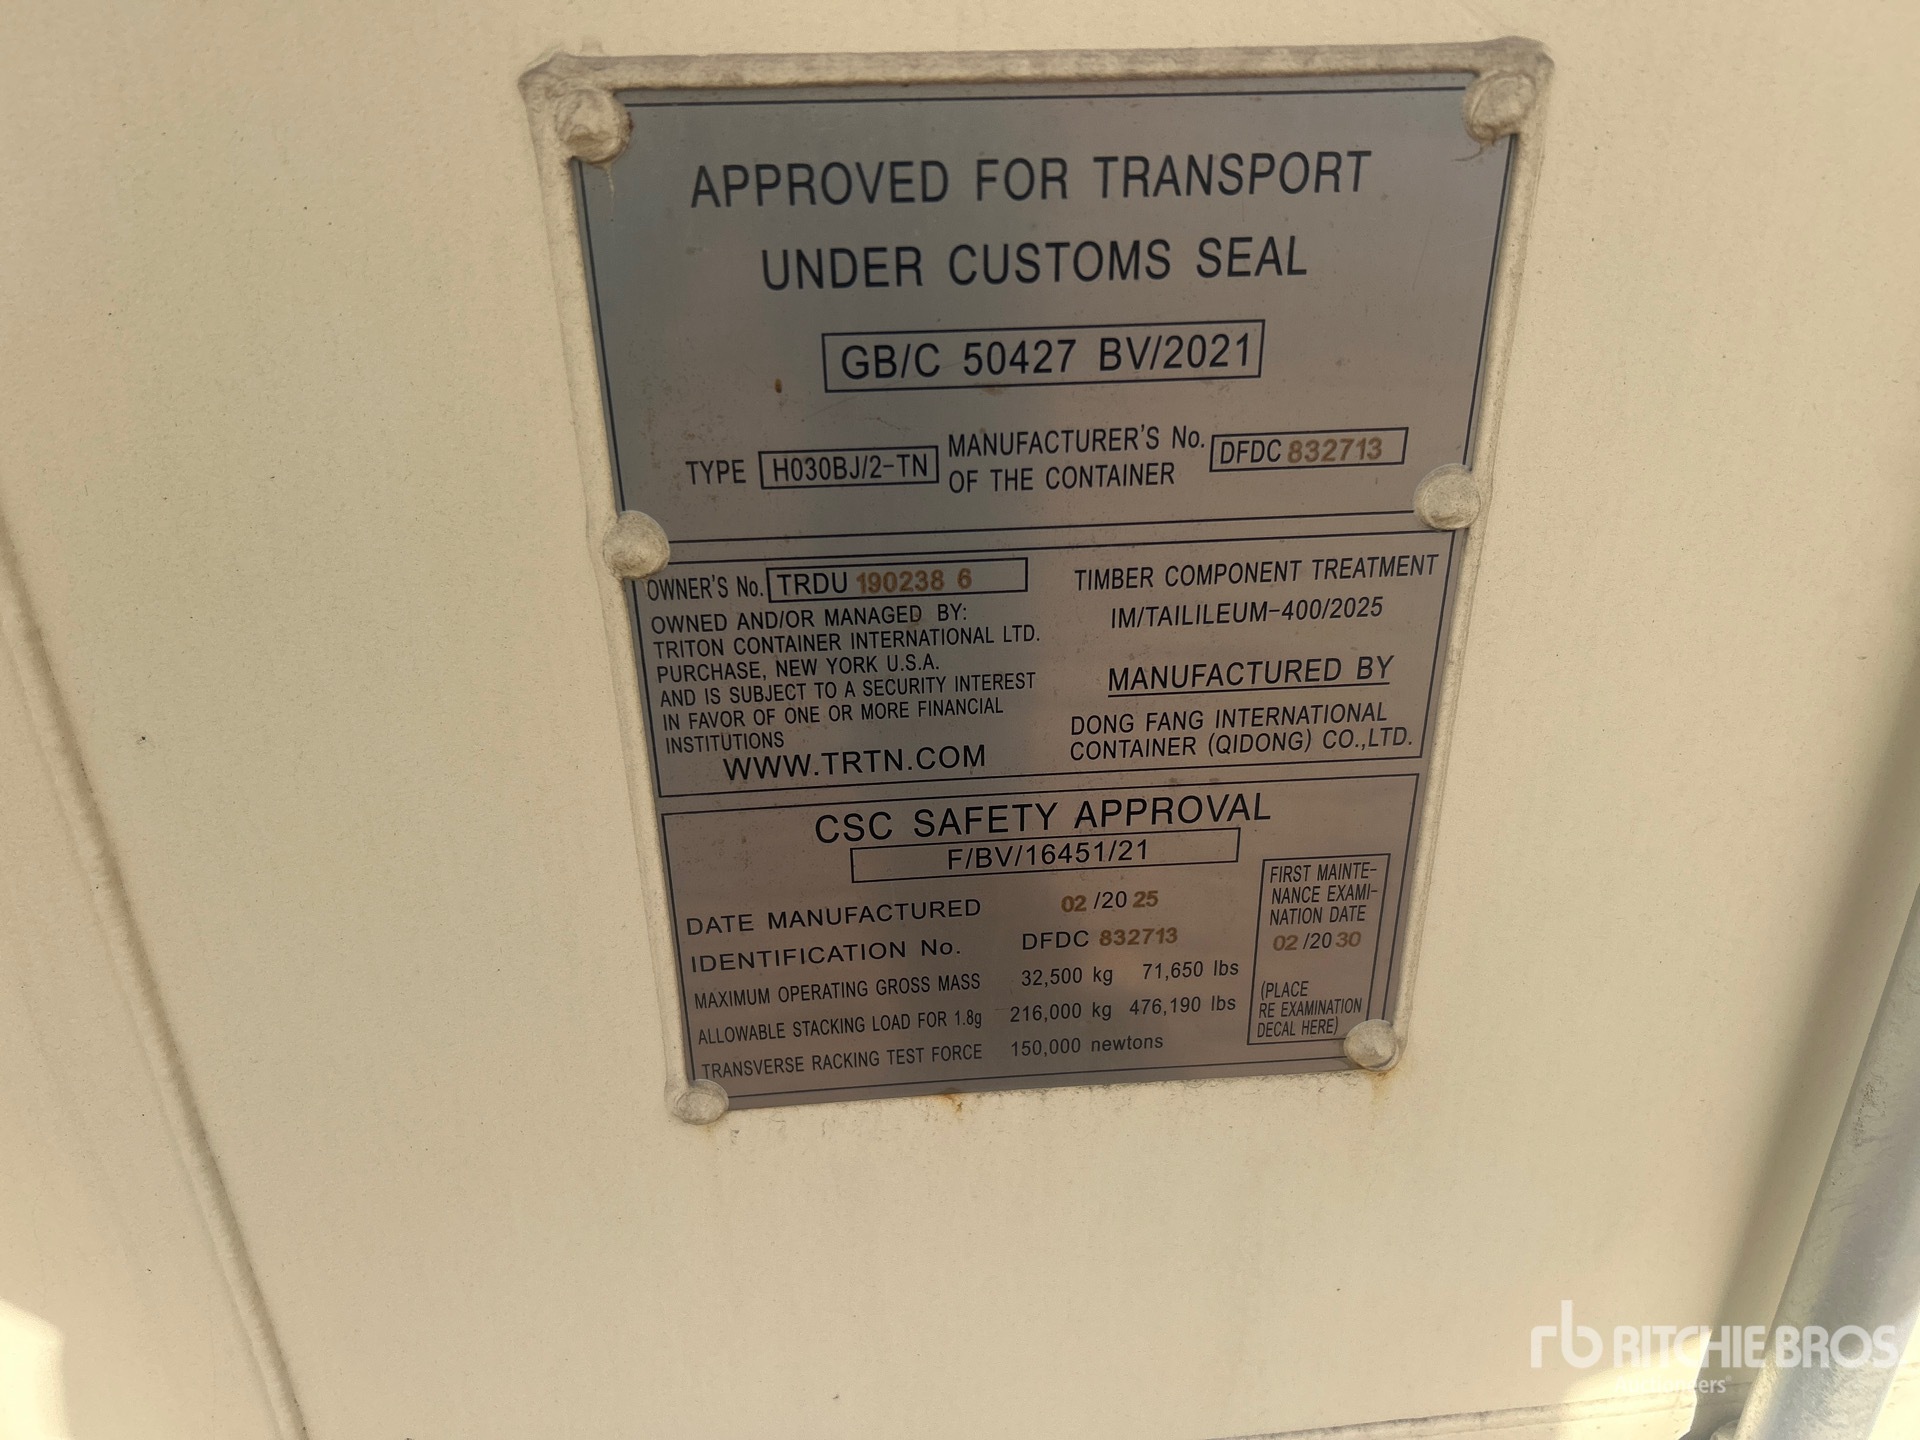 APPROVED FOR TRANSPORT
UNDER CUSTOMS SEAL
GB/C 50427 BV/2021
TYPE H030BJ/2-TN MANUFACTURER'S No. OF THE CONTAINER DFDC 832713
OWNER'S No. TRDU 190238 6
OWNED AND/OR MANAGED BY:
TRITON CONTAINER INTERNATIONAL LTD.
PURCHASE, NEW YORK U.S.A.
AND IS SUBJECT TO A SECURITY INTEREST
IN FAVOR OF ONE OR MORE FINANCIAL
INSTITUTIONS
WWW.TRTN.COM
TIMBER COMPONENT TREATMENT
IM/TAILILEUM-400/2025
MANUFACTURED BY
DONG FANG INTERNATIONAL
CONTAINER (QIDONG) CO.,LTD.
CSC SAFETY APPROVAL
F/BV/16451/21
DATE MANUFACTURED 02 /20 25
IDENTIFICATION No. DFDC 832713
MAXIMUM OPERATING GROSS MASS 32,500 kg 71,650 lbs
ALLOWABLE STACKING LOAD FOR 1.8g 216,000 kg 476,190 lbs
TRANSVERSE RACKING TEST FORCE 150,000 newtons
FIRST MAINTE-
NANCE EXAMI-
NATION DATE
02 /20 30
(PLACE
RE EXAMINATION
DECAL HERE)
rb RITCHIE BROS